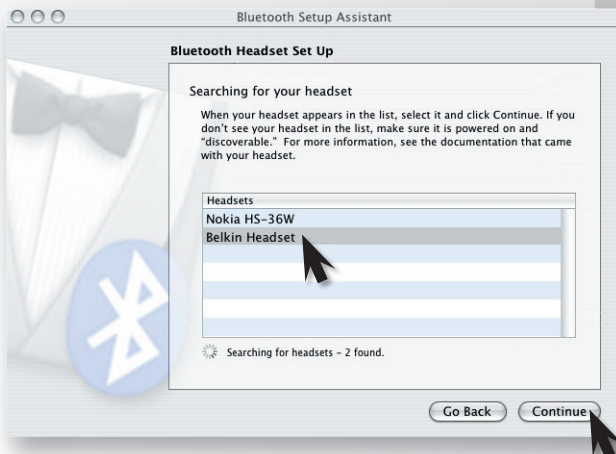 Bluetooth Setup Assistant
Bluetooth Headset Set Up
Searching for your headset
When your headset appears in the list, select it and click Continue. If you
don't see your headset in the list, make sure it is powered on and
"discoverable." For more information, see the documentation that came
with your headset.
Headsets
Nokia HS-36W
Belkin Headset
Searching for headsets – 2 found.
Go Back
Continue